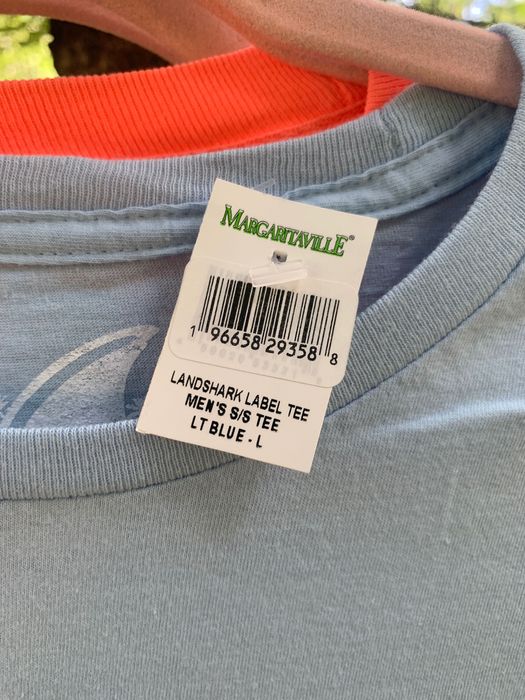 MARGARITAVILLE®
1 96658 29358 8
LANDSHARK LABEL TEE
MEN'S S/S TEE
LT BLUE - L